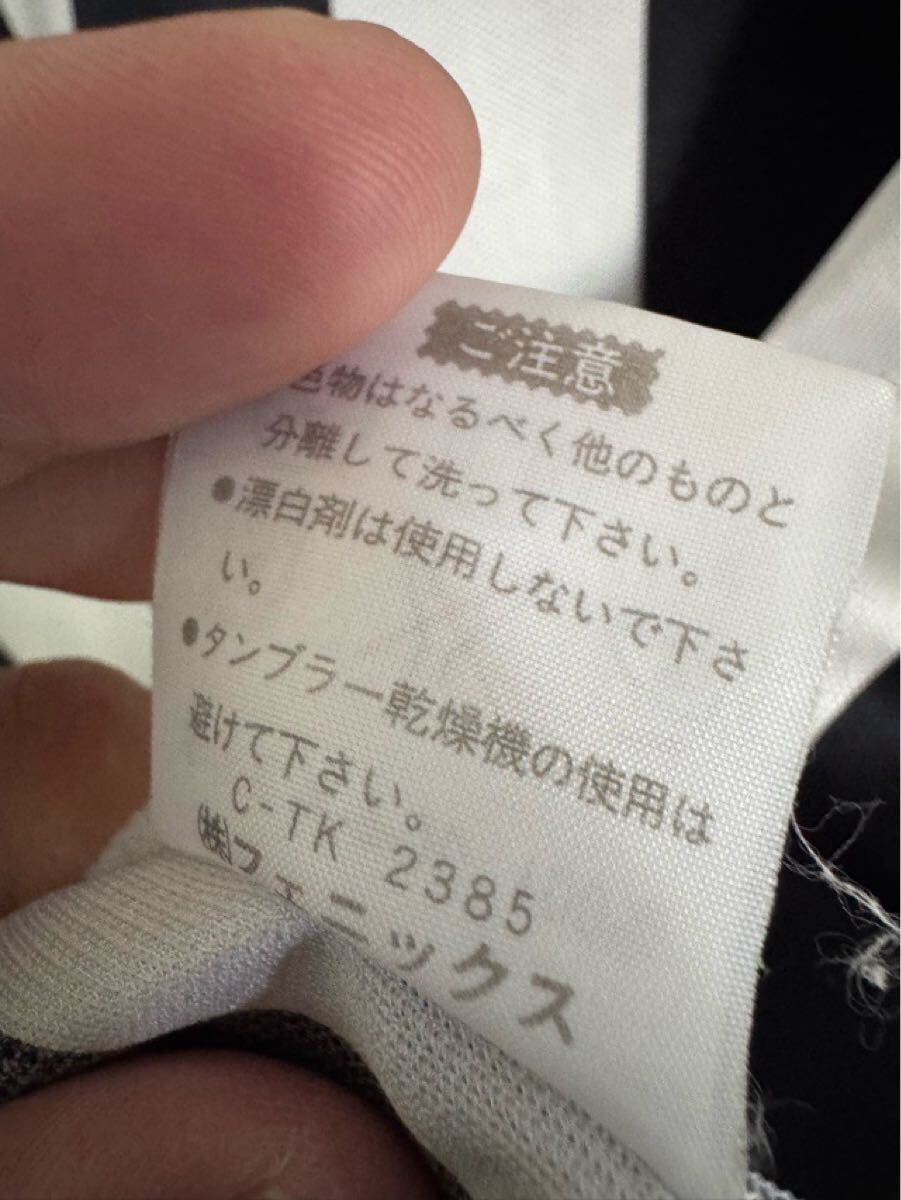 ご注意
色物はなるべく他のものと
分離して洗って下さい。
●漂白剤は使用しないで下さ
い。
●タンブラー乾燥機の使用は
避けて下さい。
C-TK 2385
㈱フェニックス